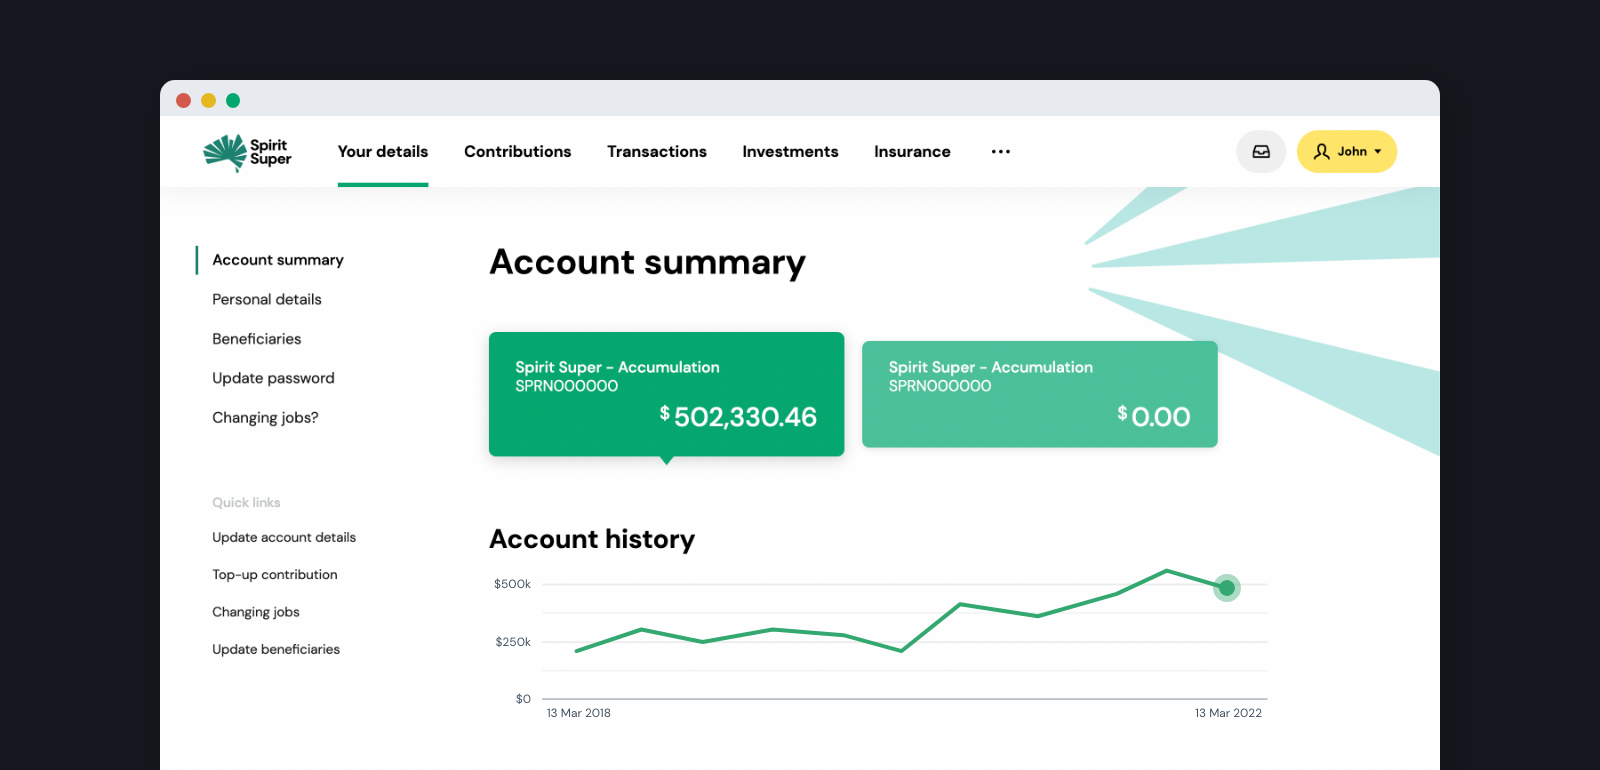 Spirit
Super
Your details
Contributions
Transactions
Investments
Insurance
John
Account summary
Personal details
Beneficiaries
Update password
Changing jobs?
Quick links
Update account details
Top-up contribution
Changing jobs
Update beneficiaries
Account summary
Spirit Super - Accumulation
SPRN000000
$502,330.46
Spirit Super - Accumulation
SPRN000000
$0.00
Account history
$500k
$250k
$0
13 Mar 2018
13 Mar 2022